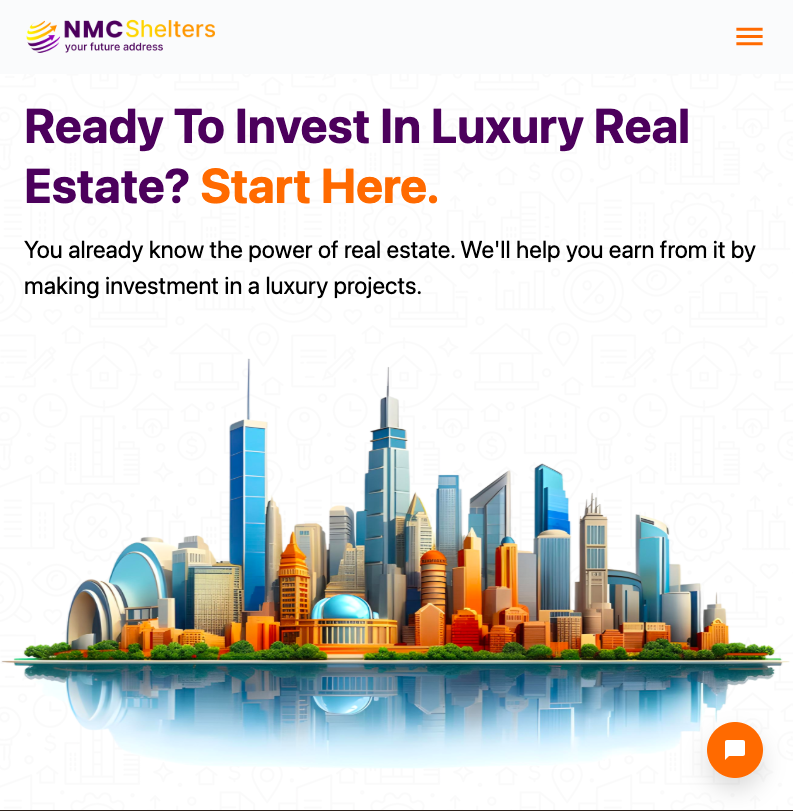 NMC Shelters
your future address
Ready To Invest In Luxury Real
Estate? Start Here.
You already know the power of real estate. We'll help you earn from it by
making investment in a luxury projects.